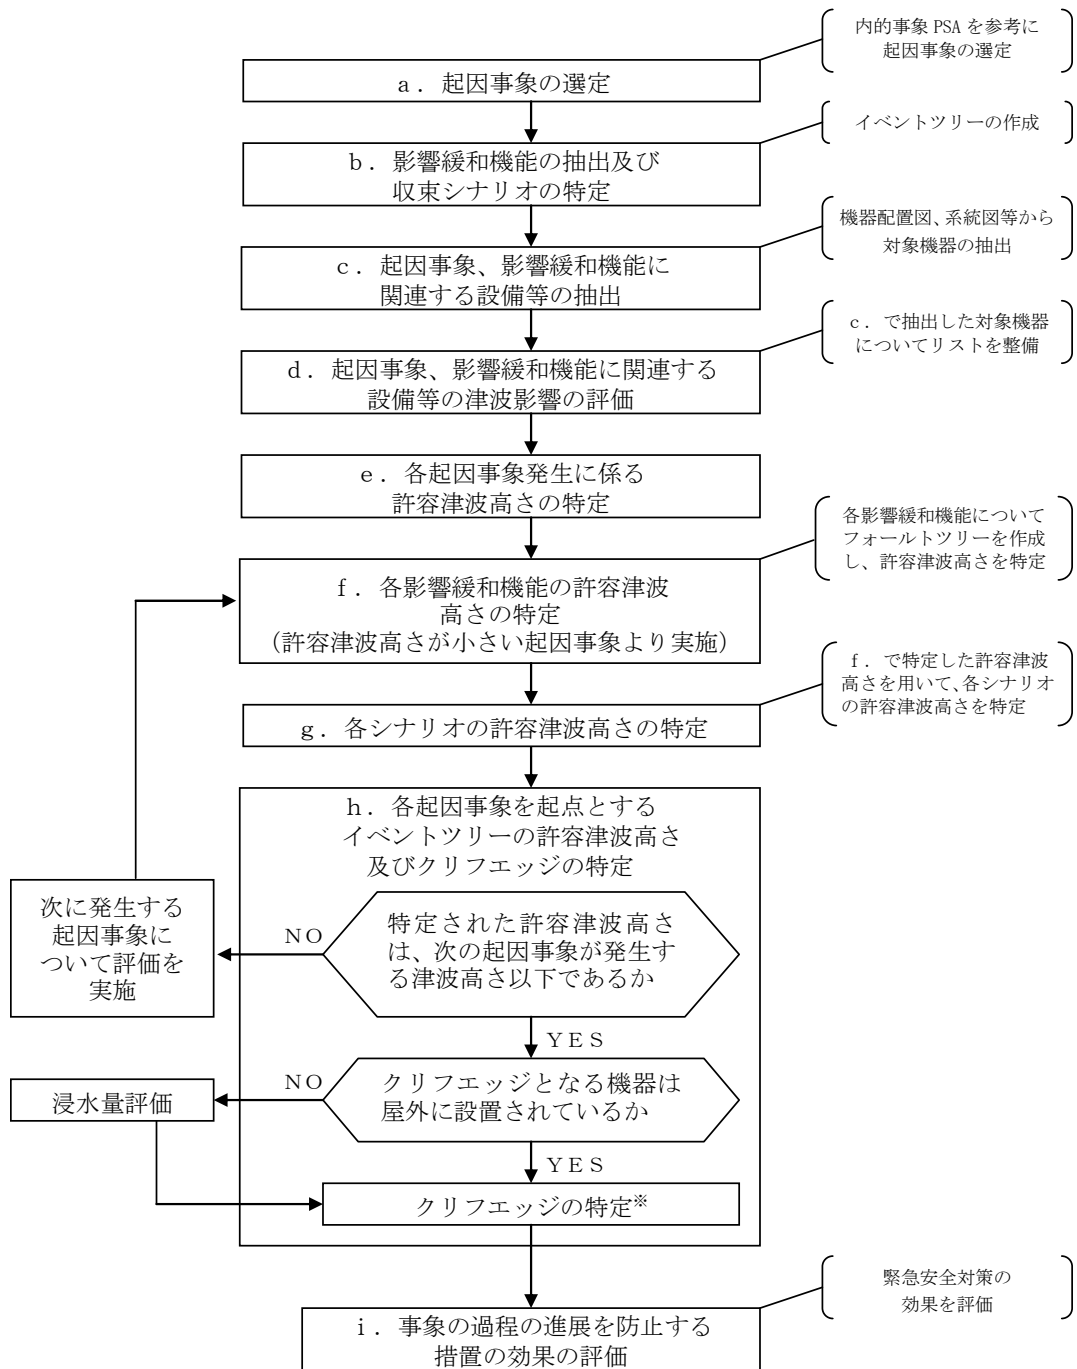 内的事象 PSA を参考に
起因事象の選定
a．起因事象の選定
イベントツリーの作成
b．影響緩和機能の抽出及び
収束シナリオの特定
機器配置図、系統図等から
対象機器の抽出
c．起因事象、影響緩和機能に
関連する設備等の抽出
c．で抽出した対象機器
についてリストを整備
d．起因事象、影響緩和機能に関連する
設備等の津波影響の評価
e．各起因事象発生に係る
許容津波高さの特定
各影響緩和機能について
フォールトツリーを作成
し、許容津波高さを特定
f．各影響緩和機能の許容津波
高さの特定
（許容津波高さが小さい起因事象より実施）
f．で特定した許容津波
高さを用いて、各シナリオ
の許容津波高さを特定
g．各シナリオの許容津波高さの特定
h．各起因事象を起点とする
イベントツリーの許容津波高さ
及びクリフエッジの特定
次に発生する
起因事象に
ついて評価を
実施
NO
特定された許容津波高さ
は、次の起因事象が発生す
る津波高さ以下であるか
YES
浸水量評価
NO
クリフエッジとなる機器は
屋外に設置されているか
YES
クリフエッジの特定※
緊急安全対策の
効果を評価
i．事象の過程の進展を防止する
措置の効果の評価